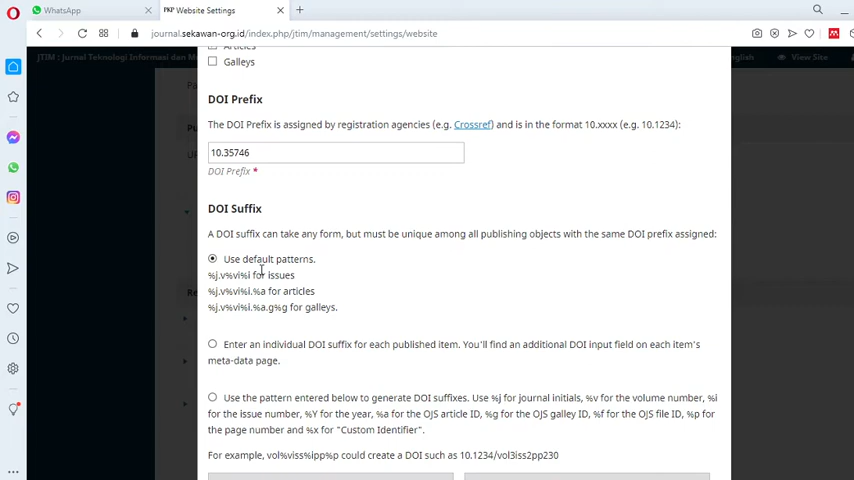 WhatsApp
PKP Website Settings
journal.sekawan-org.id/index.php/jtim/management/settings/website
JTIM : Jurnal Teknologi Informasi dan M
nglish
View Site
Articles
Galleys
DOI Prefix
The DOI Prefix is assigned by registration agencies (e.g. Crossref) and is in the format 10.xxxx (e.g. 10.1234):
10.35746
DOI Prefix *
DOI Suffix
A DOI suffix can take any form, but must be unique among all publishing objects with the same DOI prefix assigned:
Use default patterns.
%j.v%vi%i for issues
%j.v%vi%i.%a for articles
%j.v%vi%i.%a.g%g for galleys.
Enter an individual DOI suffix for each published item. You'll find an additional DOI input field on each item's
meta-data page.
Use the pattern entered below to generate DOI suffixes. Use %j for journal initials, %v for the volume number, %i
for the issue number, %Y for the year, %a for the OJS article ID, %g for the OJS galley ID, %f for the OJS file ID, %p for
the page number and %x for "Custom Identifier".
For example, vol%viss%ipp%p could create a DOI such as 10.1234/vol3iss2pp230